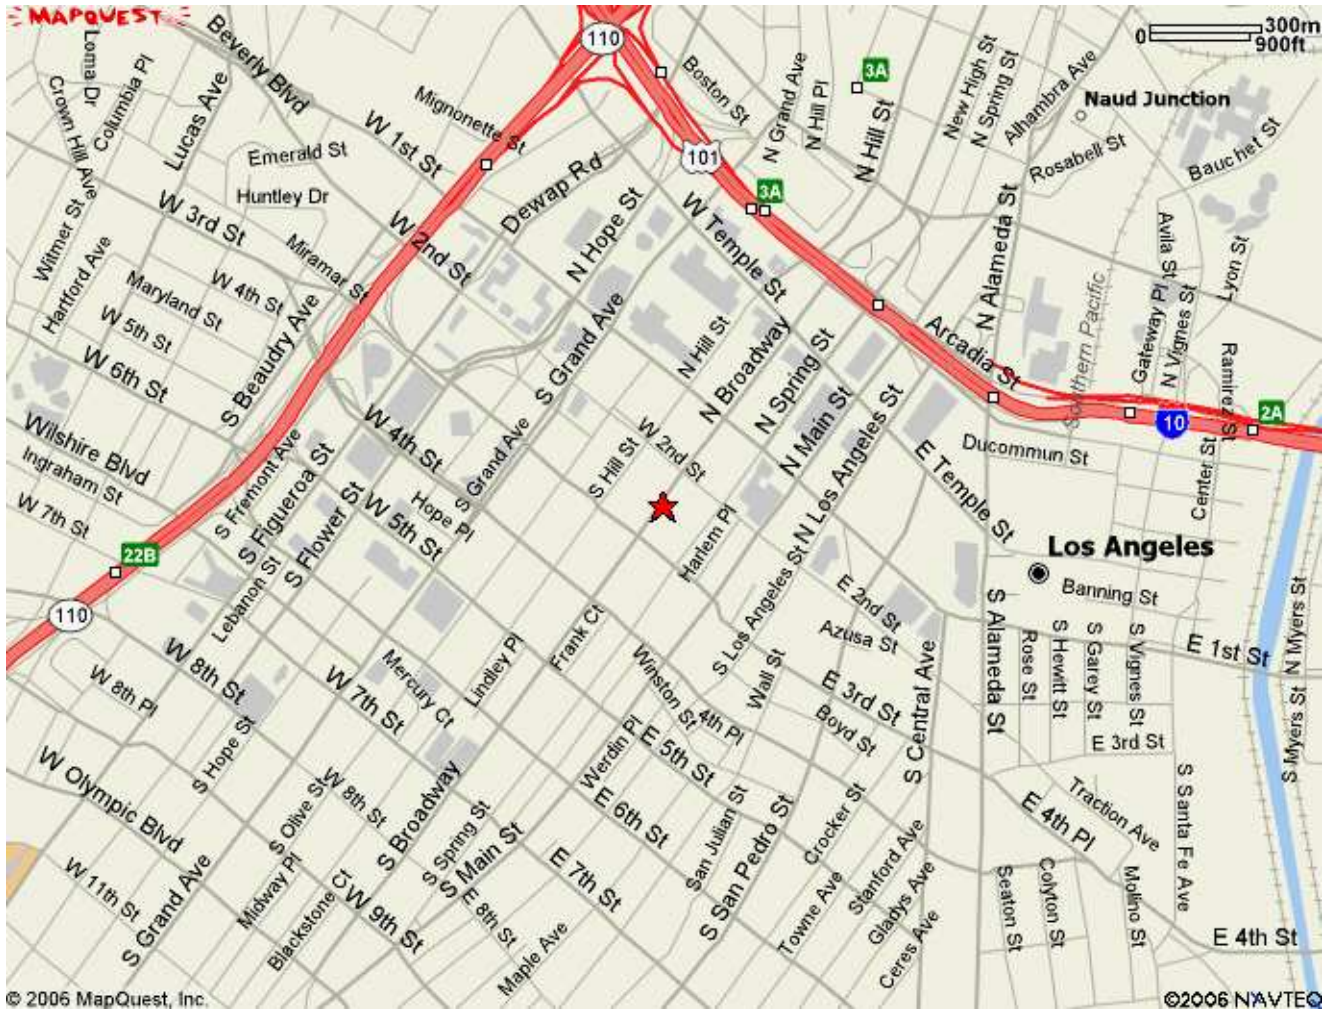 MAPQUEST
300m
0
900ft
110
Loma Dr
Columbia Pl
Crown Hill Ave
Lucas Ave
Beverly Blvd
Mignonette St
W 1st St
Boston St
N Grand Ave
N Hill Pl
3A
N Hill St
New High St
N Spring St
Alhambra Ave
Naud Junction
Rosabell St
Bauchet St
Emerald St
Huntley Dr
W 3rd St
W 2nd St
Dewap Rd
101
3A
W Temple St
N Hope St
N Alameda St
Avila St
Lyon St
Witmer St
Hartford Ave
Miramar St
W 4th St
Maryland St
W 5th St
W 6th St
S Beaudry Ave
S Grand Ave
N Hill St
N Broadway
N Spring St
Arcadia St
Southern Pacific
Gateway Pl
N Vignes St
Ramirez St
2A
10
Wilshire Blvd
Ingraham St
W 7th St
S Fremont Ave
S Figueroa St
S Flower St
W 4th St
S Grand Ave
Hope Pl
W 5th St
S Hill St
W 2nd St
N Main St
N Los Angeles St
E Temple St
Ducommun St
Center St
22B
110
Lebanon St
Harlem Pl
Los Angeles
Banning St
E 2nd St
Azusa St
S Los Angeles St
Wall St
Frank Ct
Lindley Pl
Mercury Ct
W 8th St
W 8th Pl
W 7th St
S Hope St
Winston St
4th Pl
E 3rd St
Boyd St
S Central Ave
S Alameda St
Rose St
S Hewitt St
S Garey St
S Vignes St
E 1st St
N Myers St
S Myers St
E 3rd St
W Olympic Blvd
W 8th St
S Olive St
S Broadway
S Spring St
S Main St
Werdin Pl
E 5th St
E 6th St
San Julian St
S San Pedro St
Crocker St
Stanford Ave
E 4th Pl
Traction Ave
S Santa Fe Ave
W 11th St
S Grand Ave
Midway Pl
Blackstone Ct
W 9th St
E 8th St
E 7th St
Maple Ave
Towne Ave
Gladys Ave
Ceres Ave
Seaton St
Colyton St
Molino St
E 4th St
© 2006 MapQuest, Inc.
©2006 NAVTEQ